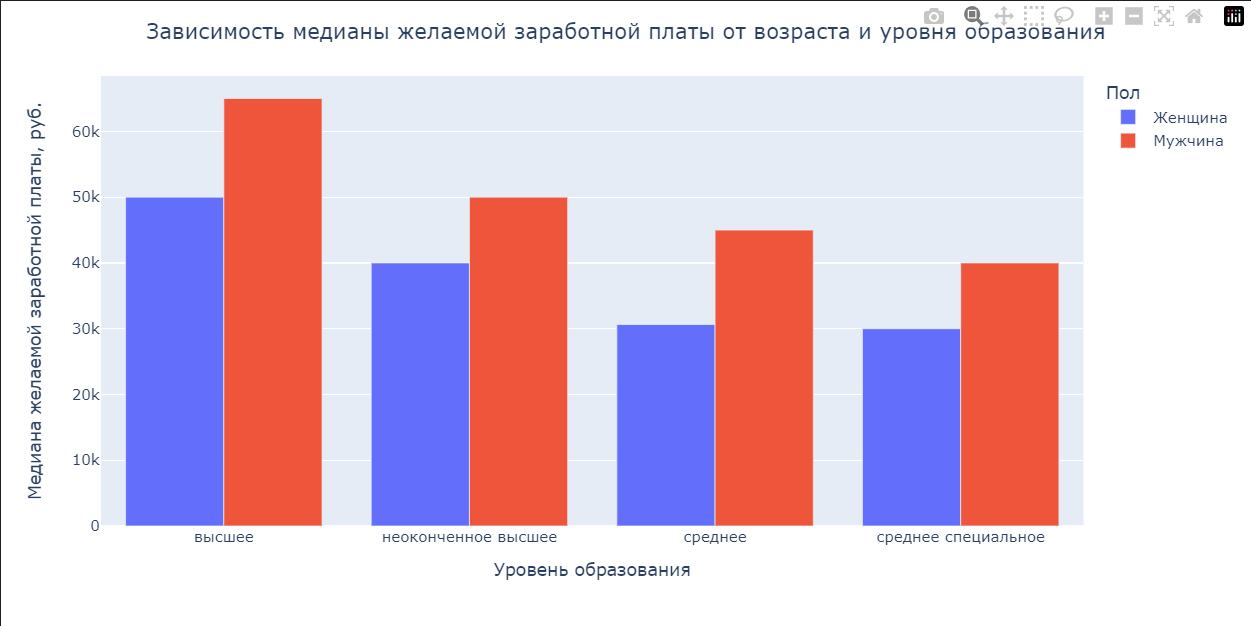 Зависимость медианы желаемой заработной платы от возраста и уровня образования
Медиана желаемой заработной платы, руб.
60k
50k
40k
30k
20k
10k
0
высшее
неоконченное высшее
среднее
среднее специальное
Уровень образования
Пол
Женщина
Мужчина